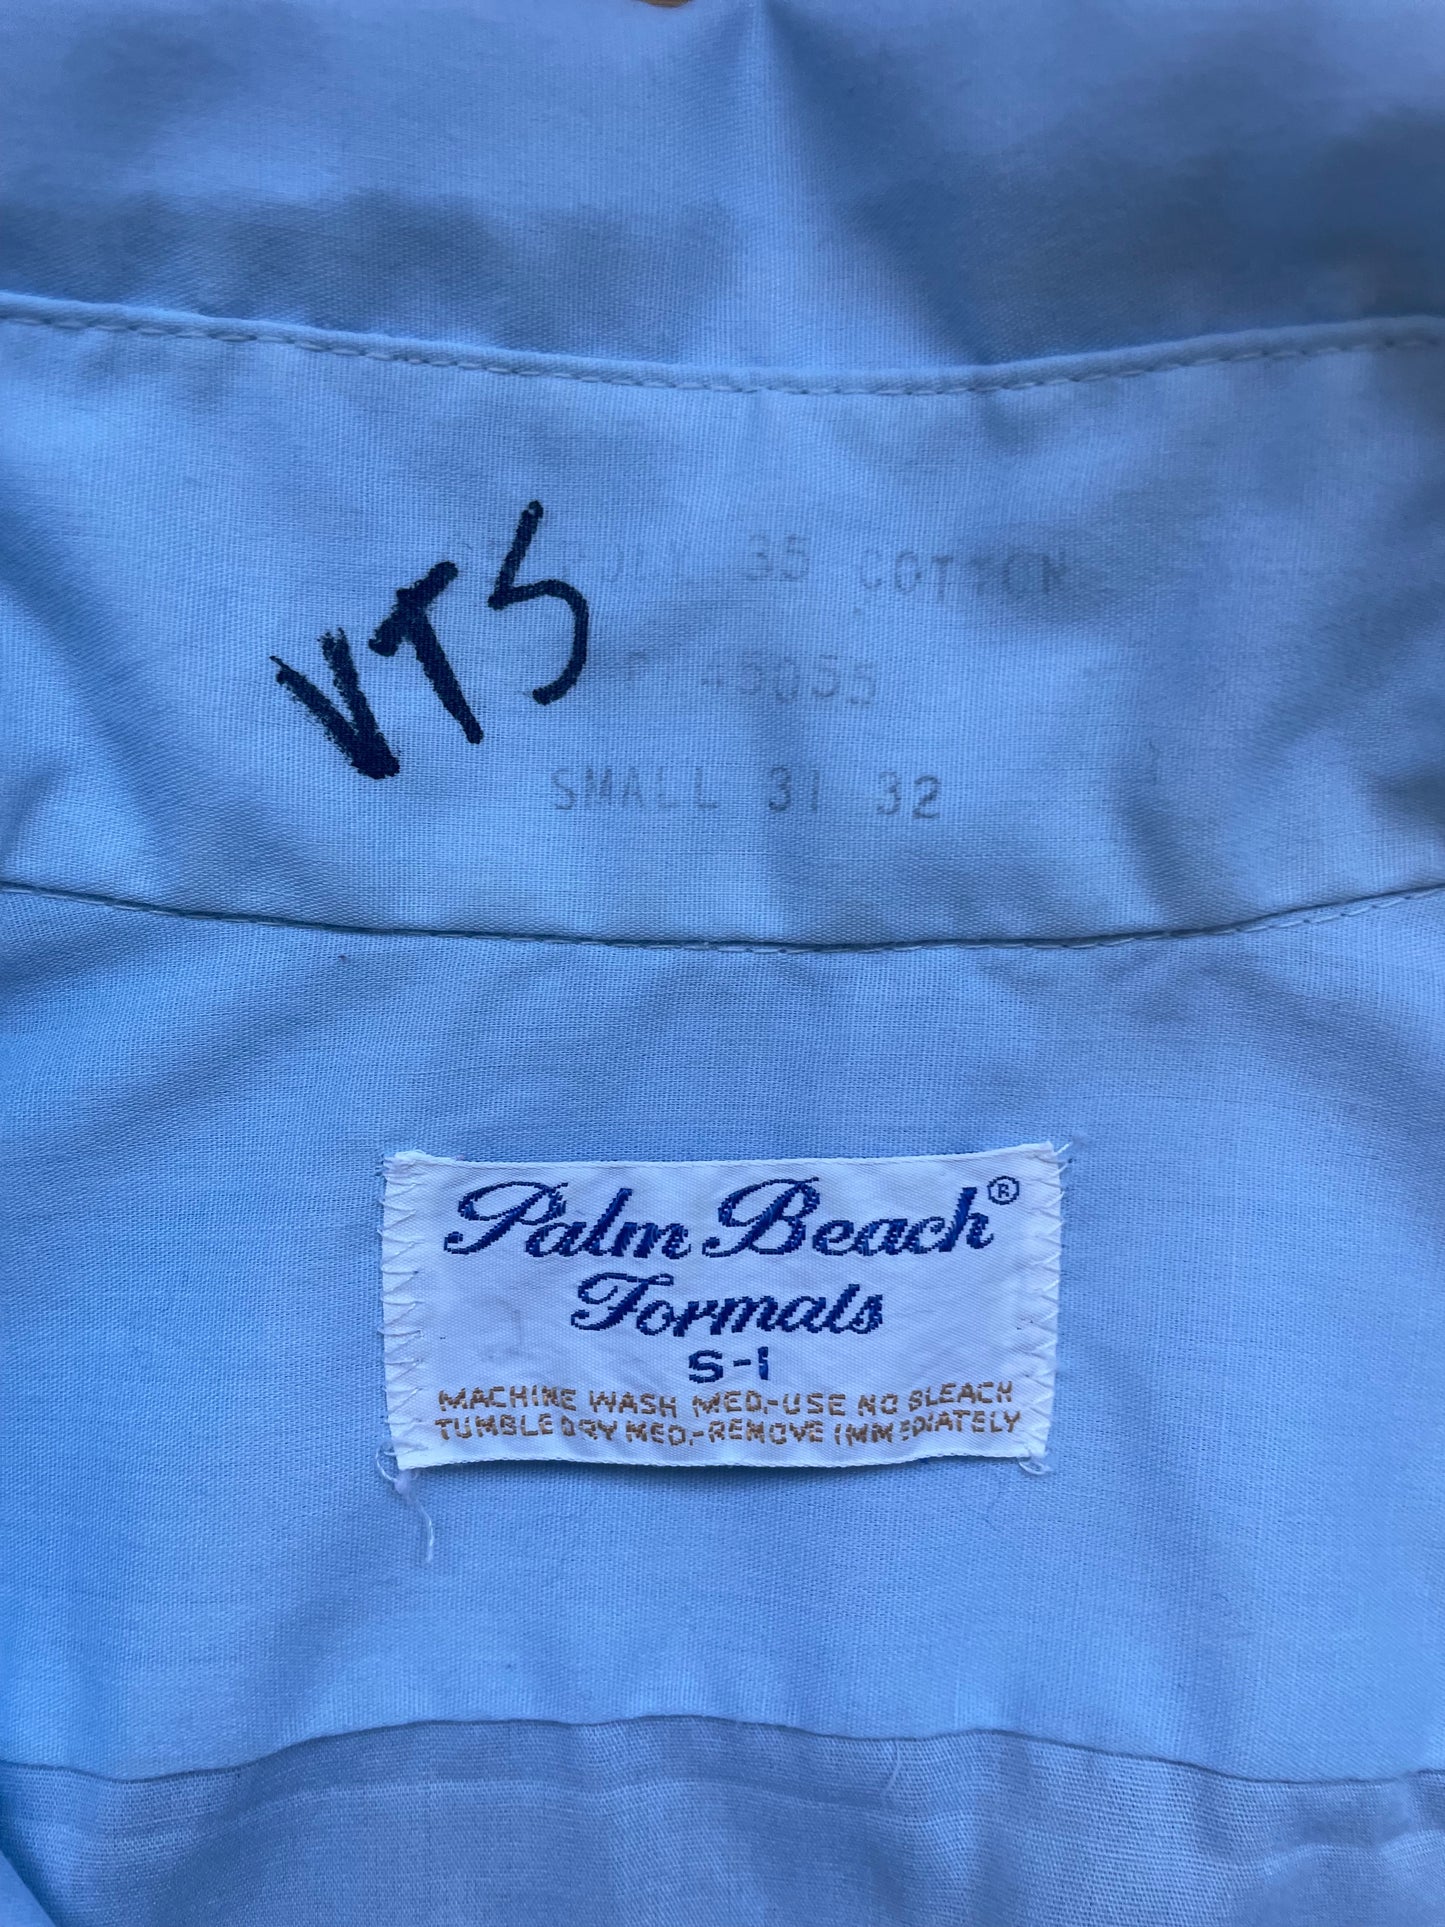 VTS
POLY 35 COTTON
SMALL 31 32
Palm Beach®
Formals
S-1
MACHINE WASH MED.-USE NO BLEACH
TUMBLE DRY MED.-REMOVE IMMEDIATELY